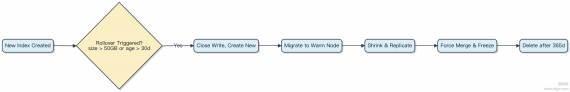 New Index Created
Rollover Triggered?
size > 50GB or age > 30d
Yes
Close Write, Create New
Migrate to Warm Node
Shrink & Replicate
Force Merge & Freeze
Delete after 365d